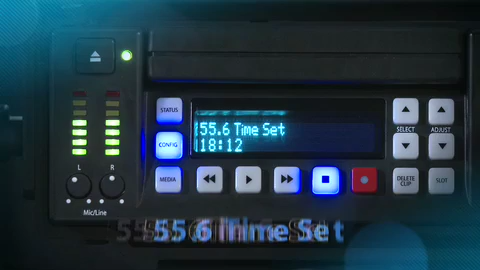 STATUS
55.6 Time Set
18:12
SELECT
ADJUST
CONFIG
L
R
MEDIA
DELETE
CLIP
SLOT
Mic/Line
55.6 Time Set